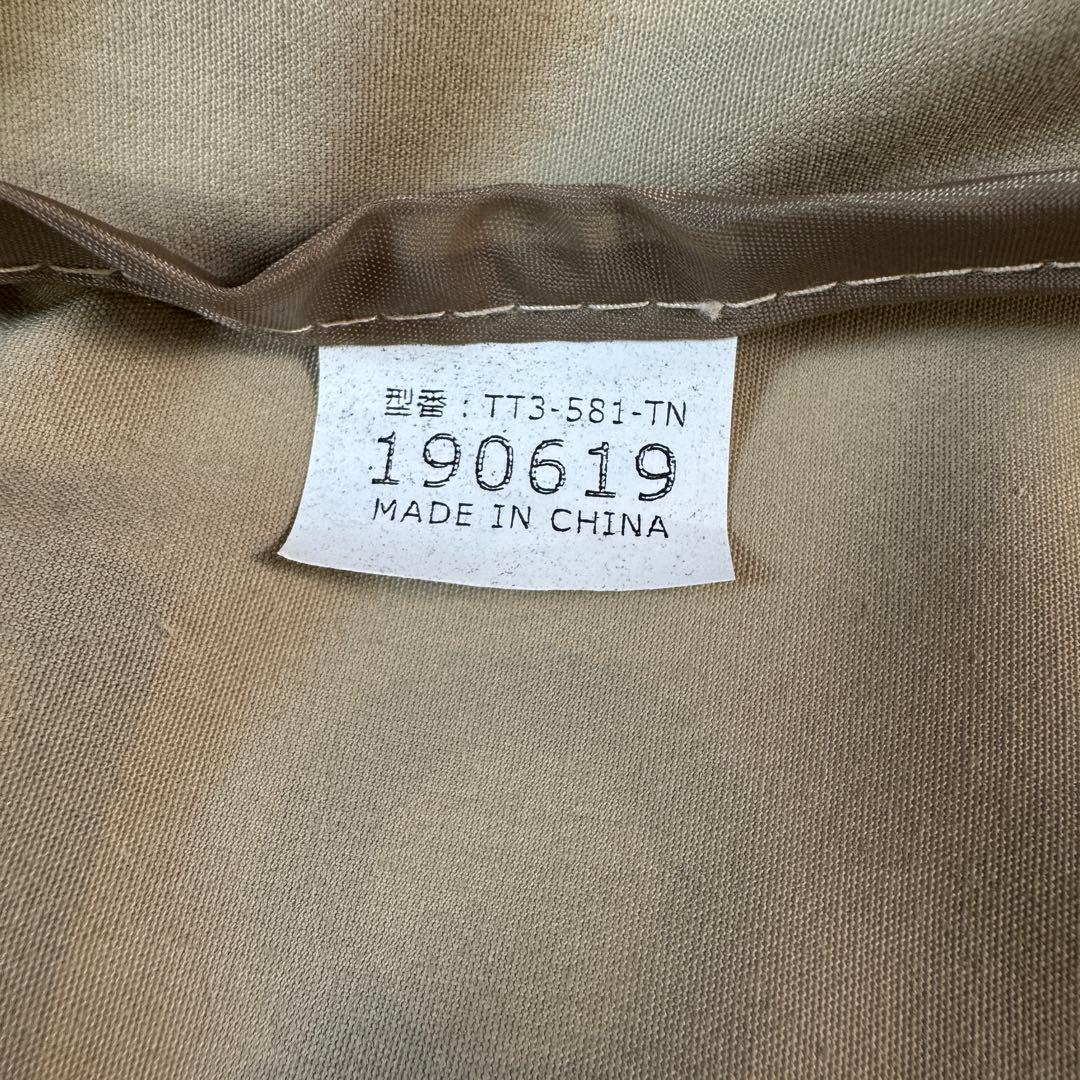 型番 : TT3-581-TN
190619
MADE IN CHINA